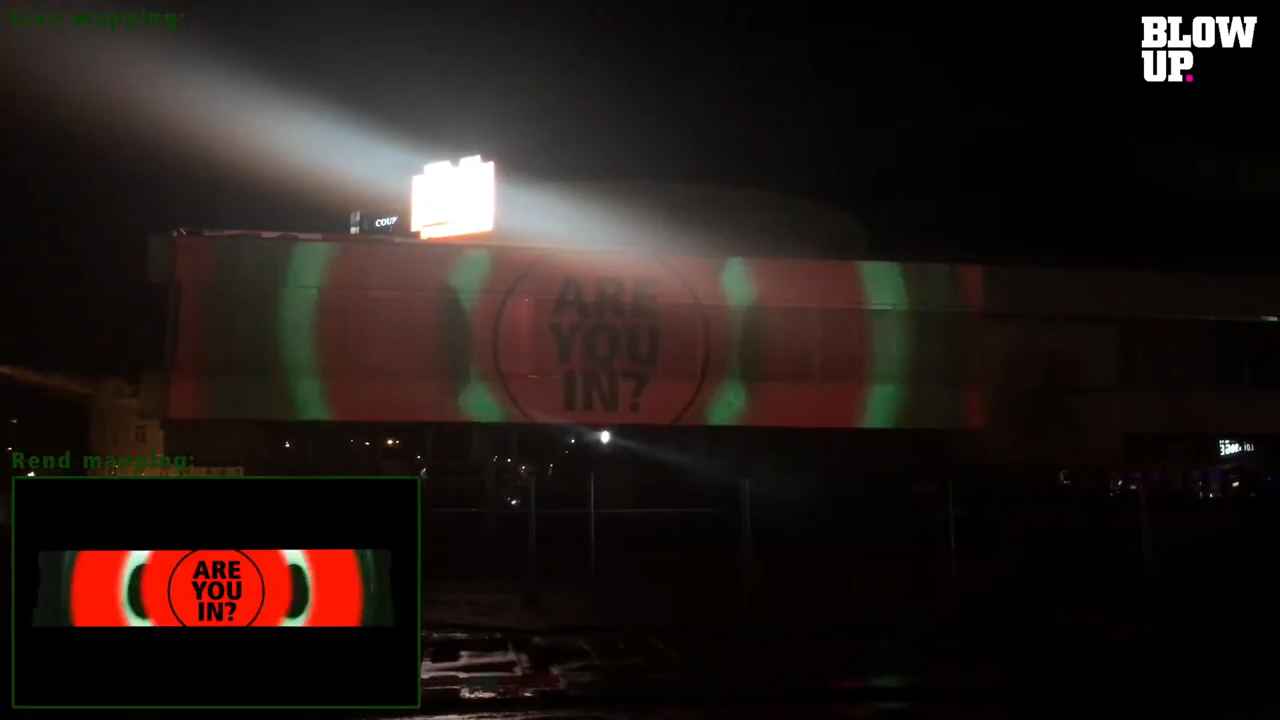 Live mapping:
BLOW
UP.
COUP
ARE
YOU
IN?
Rend mapping:
ARE
YOU
IN?